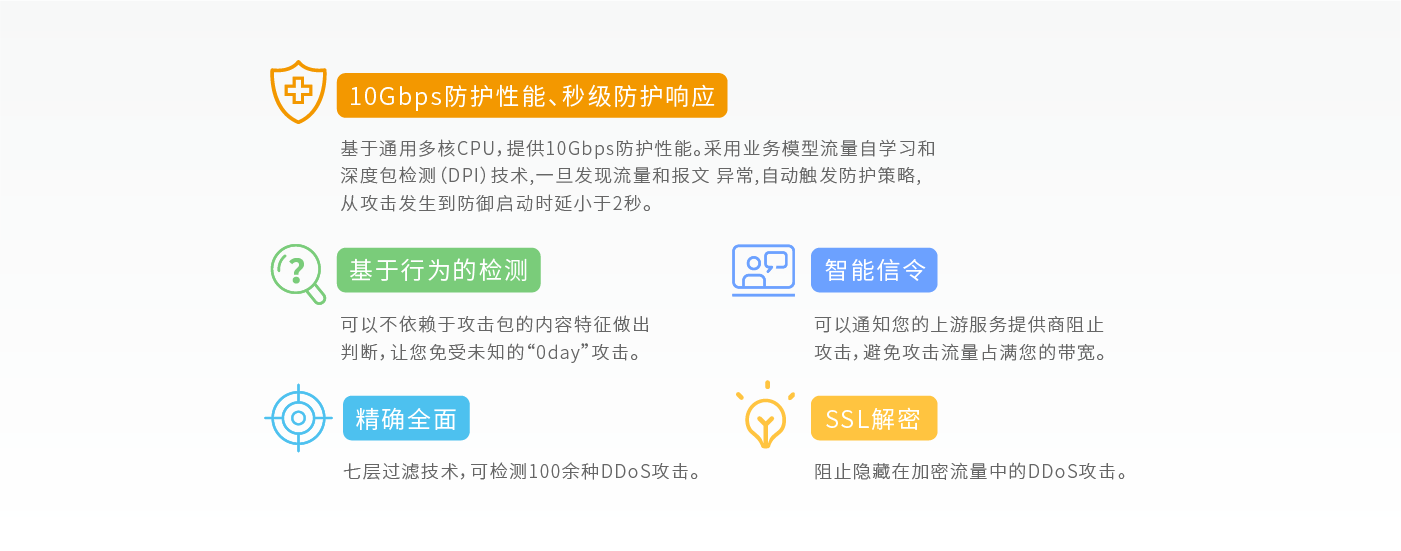 10Gbps防护性能、秒级防护响应
基于通用多核CPU，提供10Gbps防护性能。采用业务模型流量自学习和
深度包检测（DPI）技术,一旦发现流量和报文 异常,自动触发防护策略,
从攻击发生到防御启动时延小于2秒。
?
基于行为的检测
可以不依赖于攻击包的内容特征做出
判断，让您免受未知的“0day”攻击。
智能信令
可以通知您的上游服务提供商阻止
攻击，避免攻击流量占满您的带宽。
精确全面
七层过滤技术，可检测100余种DDoS攻击。
SSL解密
阻止隐藏在加密流量中的DDoS攻击。